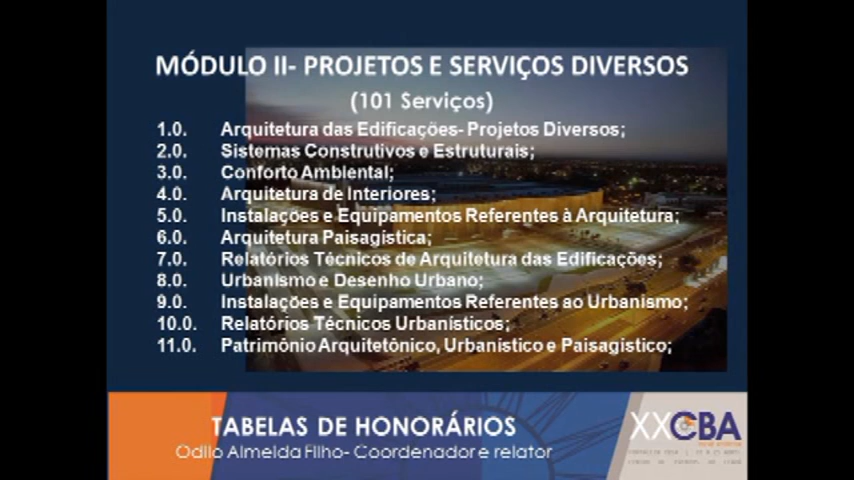 MÓDULO II- PROJETOS E SERVIÇOS DIVERSOS
(101 Serviços)
1.0. Arquitetura das Edificações- Projetos Diversos;
2.0. Sistemas Construtivos e Estruturais;
3.0. Conforto Ambiental;
4.0. Arquitetura de Interiores;
5.0. Instalações e Equipamentos Referentes à Arquitetura;
6.0. Arquitetura Paisagística;
7.0. Relatórios Técnicos de Arquitetura das Edificações;
8.0. Urbanismo e Desenho Urbano;
9.0. Instalações e Equipamentos Referentes ao Urbanismo;
10.0. Relatórios Técnicos Urbanísticos;
11.0. Patrimônio Arquitetônico, Urbanístico e Paisagístico;
TABELAS DE HONORÁRIOS
Odilo Almeida Filho- Coordenador e relator
XXCBA